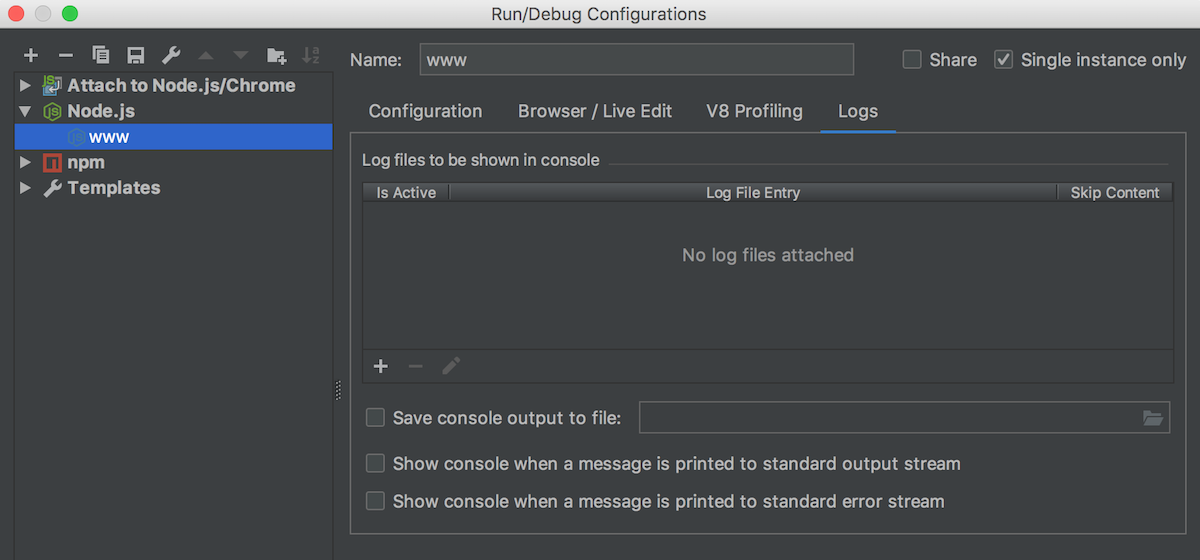 Run/Debug Configurations
Name: www Share Single instance only
Attach to Node.js/Chrome
Node.js
www
npm
Templates
Configuration Browser / Live Edit V8 Profiling Logs
Log files to be shown in console
Is Active Log File Entry Skip Content
No log files attached
Save console output to file:
Show console when a message is printed to standard output stream
Show console when a message is printed to standard error stream